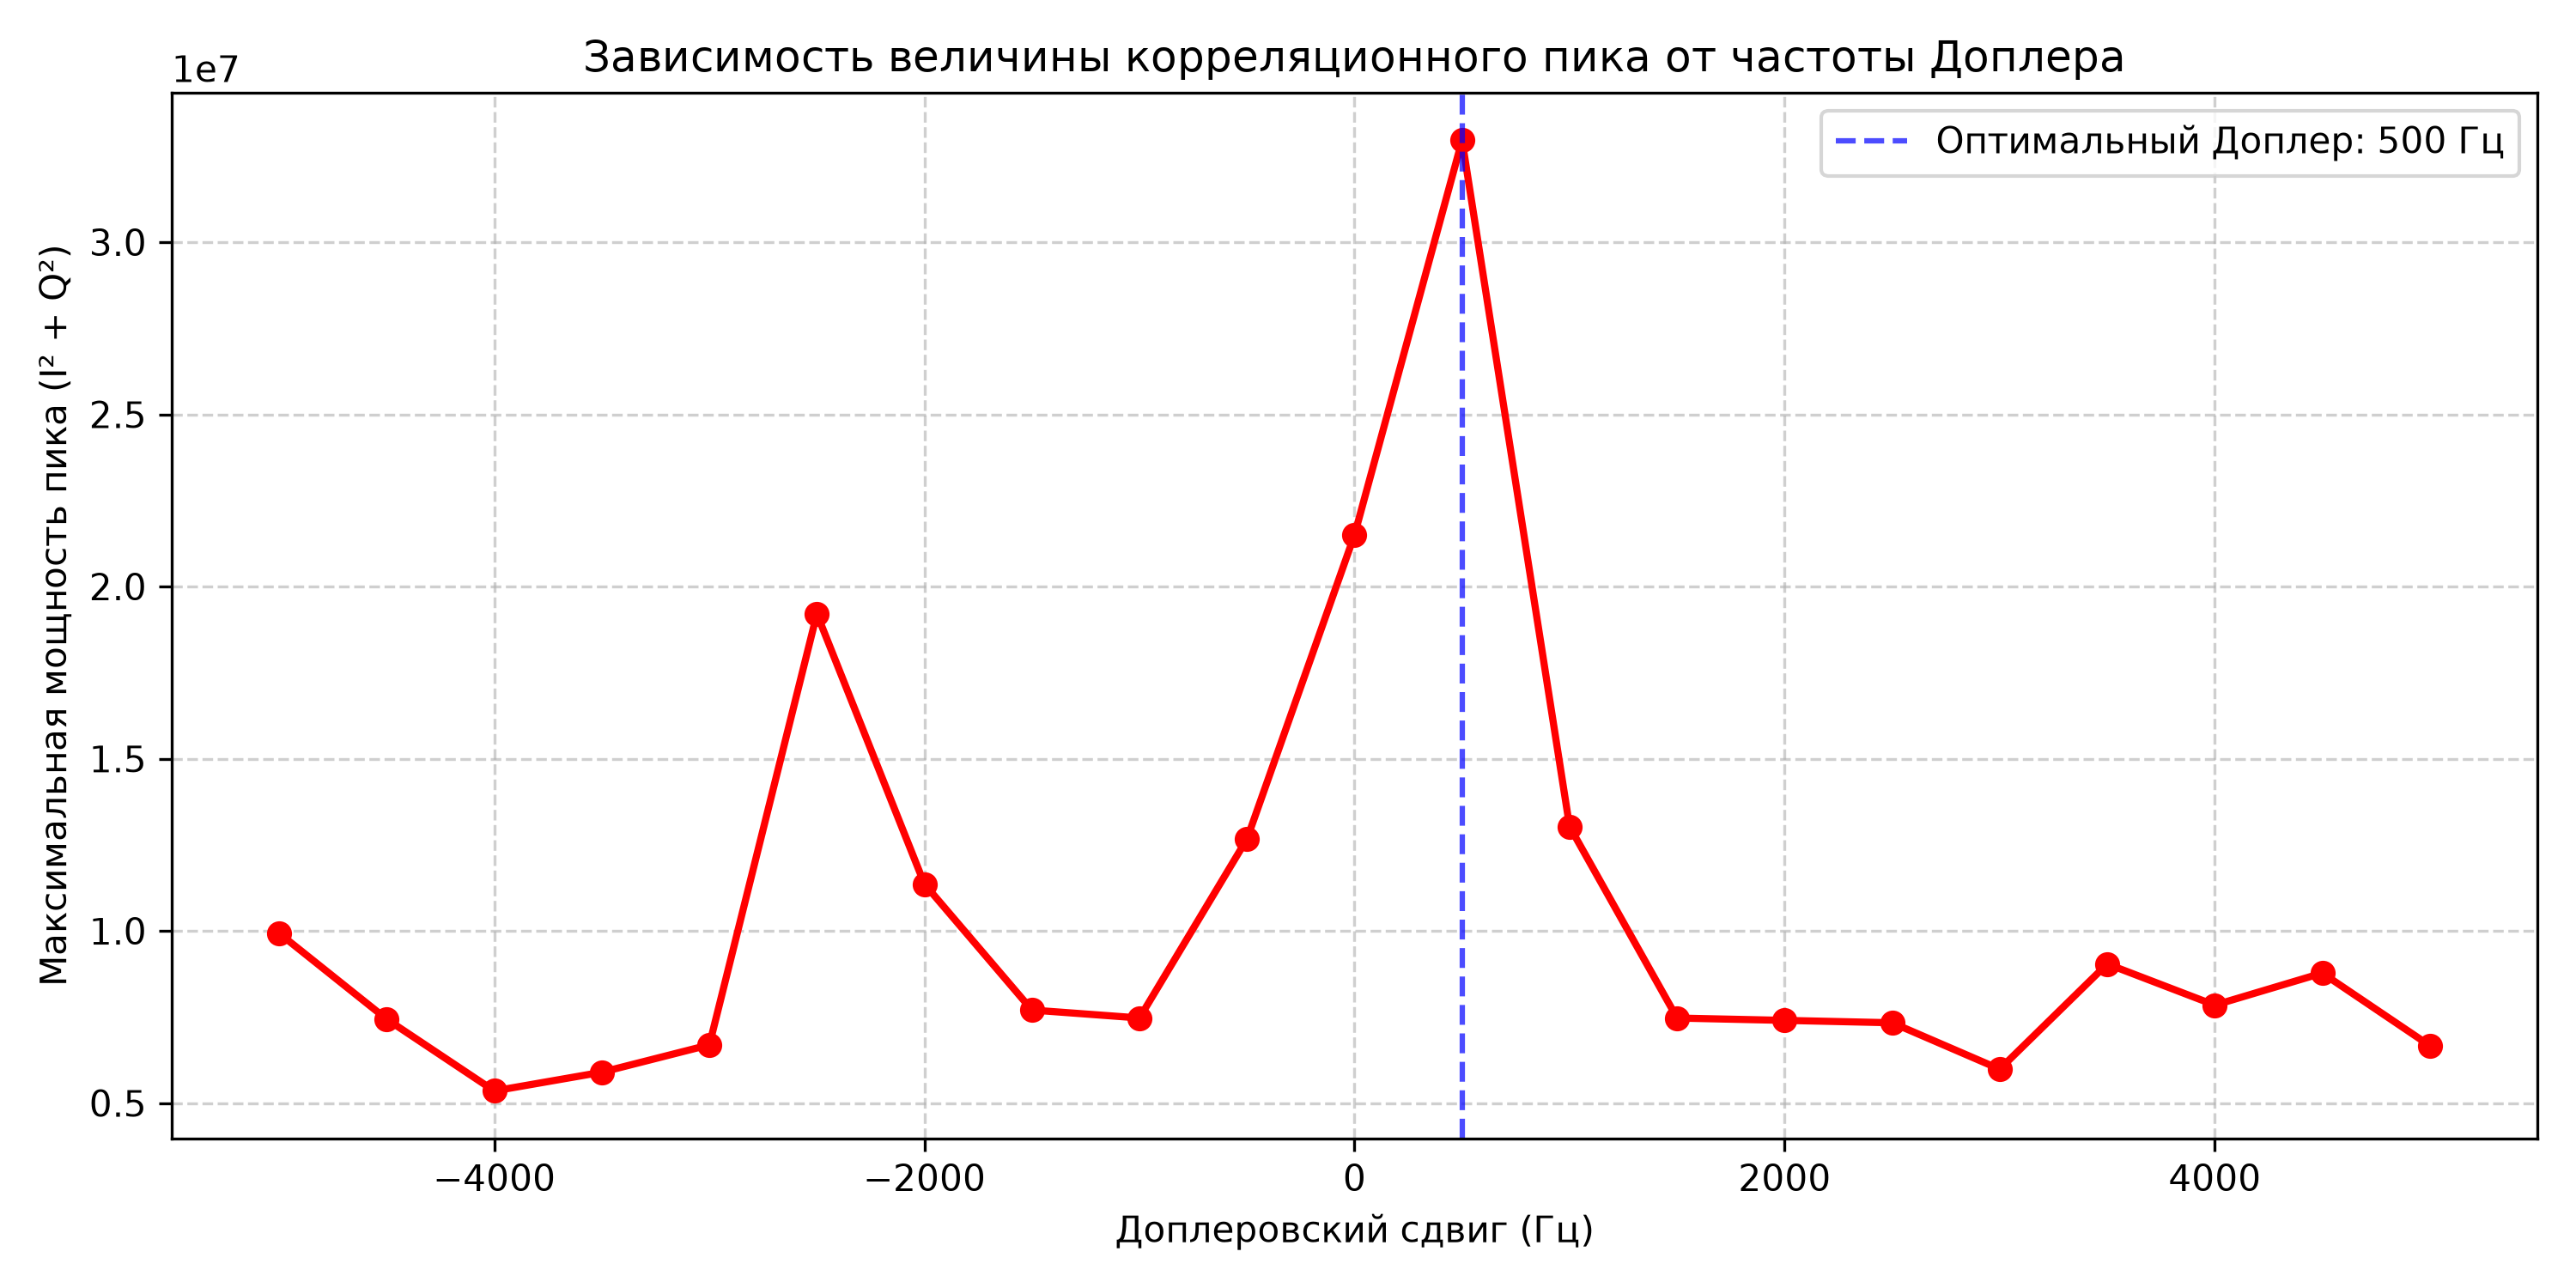 Зависимость величины корреляционного пика от частоты Доплера
1e7
Оптимальный Доплер: 500 Гц
Максимальная мощность пика (I² + Q²)
3.0
2.5
2.0
1.5
1.0
0.5
−4000
−2000
0
2000
4000
Доплеровский сдвиг (Гц)